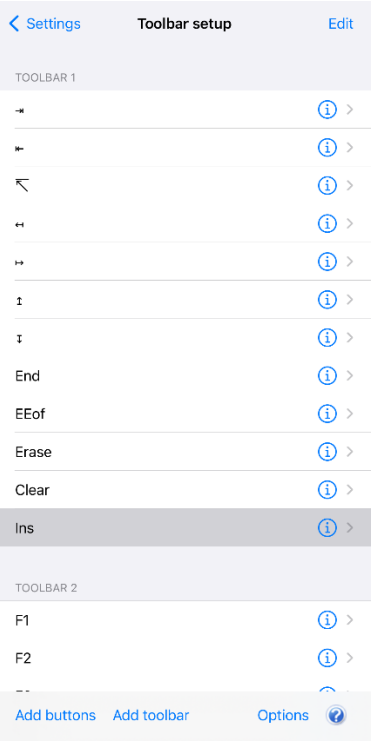 Settings Toolbar setup Edit
TOOLBAR 1
⇥
⇤
↸
↤
↦
↥
↧
End
EEof
Erase
Clear
Ins
TOOLBAR 2
F1
F2
Add buttons Add toolbar Options